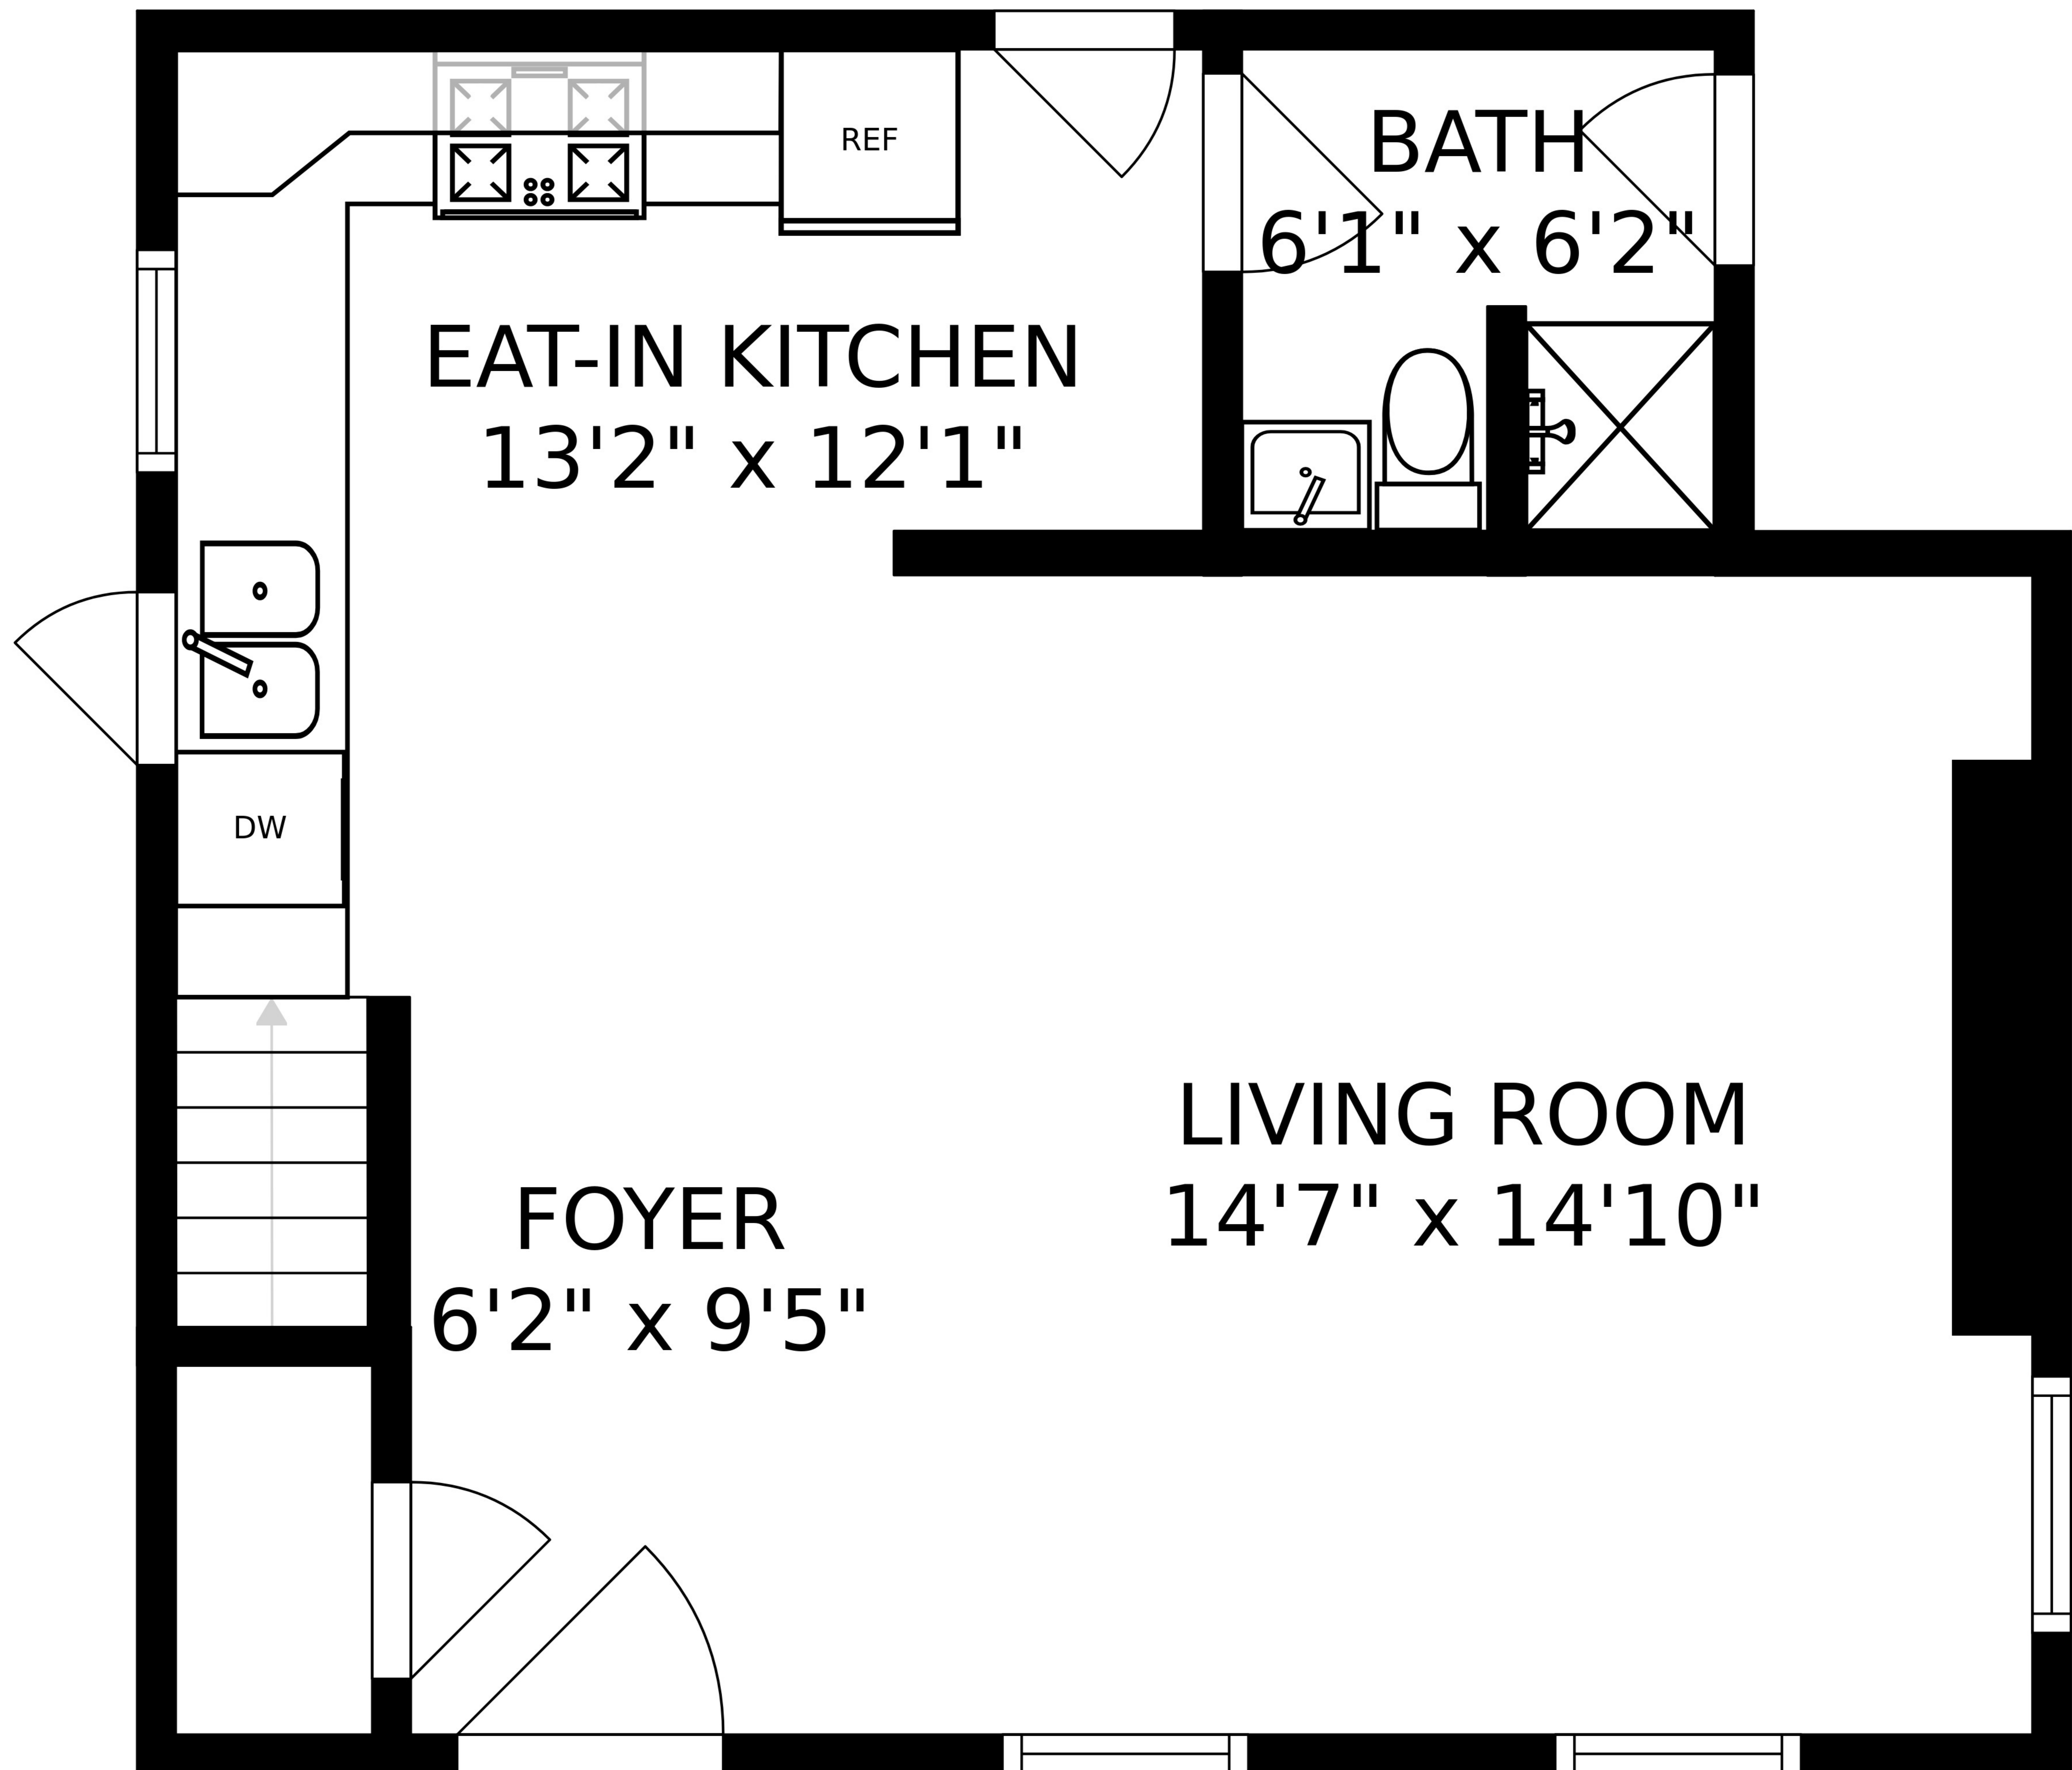 REF
BATH
6'1" x 6'2"
EAT-IN KITCHEN
13'2" x 12'1"
DW
LIVING ROOM
14'7" x 14'10"
FOYER
6'2" x 9'5"